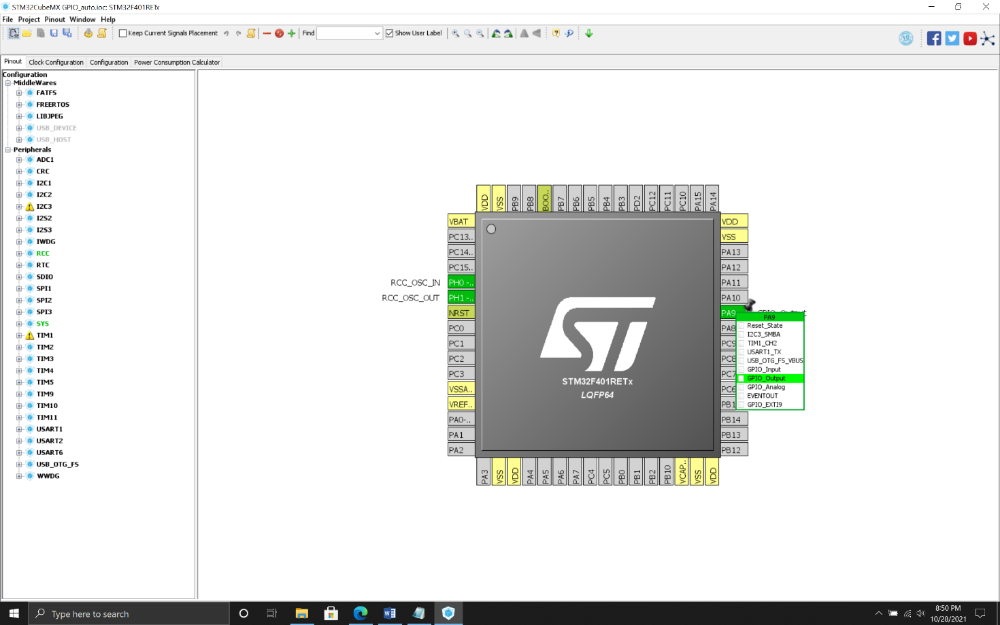 STM32CubeMX GPIO_auto.ioc: STM32F401RETx
File Project Pinout Window Help
Keep Current Signals Placement Find Show User Label
Pinout Clock Configuration Configuration Power Consumption Calculator
Configuration
MiddleWares
FATFS
FREERTOS
LIBJPEG
USB_DEVICE
USB_HOST
Peripherals
ADC1
CRC
I2C1
I2C2
I2C3
I2S2
I2S3
IWDG
RCC
RTC
SDIO
SPI1
SPI2
SPI3
SYS
TIM1
TIM2
TIM3
TIM4
TIM5
TIM9
TIM10
TIM11
USART1
USART2
USART6
USB_OTG_FS
WWDG
VDD VSS PB9 PB8 BOO.. PB7 PB6 PB5 PB4 PB3 PD2 PC12 PC11 PC10 PA15 PA14
VBAT
PC13..
PC14..
PC15..
RCC_OSC_IN PH0 -..
RCC_OSC_OUT PH1 -..
NRST
PC0
PC1
PC2
PC3
VSSA..
VREF..
PA0-..
PA1
PA2
ST
STM32F401RETx
LQFP64
VDD
VSS
PA13
PA12
PA11
PA10
PA9 GPIO_Output
PA8
PC9
PC8
PC7
PC6
PB1
PB14
PB13
PB12
PA9
Reset_State
I2C3_SMBA
TIM1_CH2
USART1_TX
USB_OTG_FS_VBUS
GPIO_Input
GPIO_Output
GPIO_Analog
EVENTOUT
GPIO_EXTI9
PA3 VSS VDD PA4 PA5 PA6 PA7 PC4 PC5 PB0 PB1 PB2 PB10 VCAP.. VSS VDD
Type here to search
8:50 PM
10/28/2021